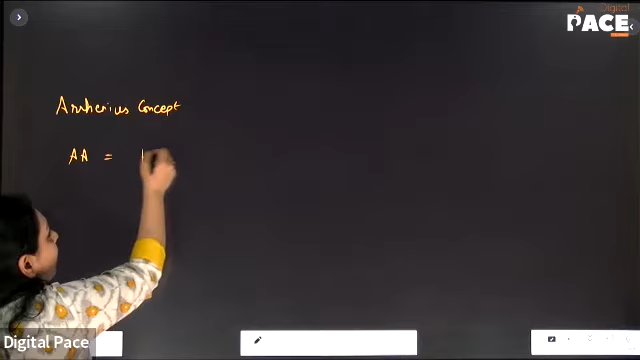 Digital
PACE
Arrhenius Concept
AA =
Digital Pace